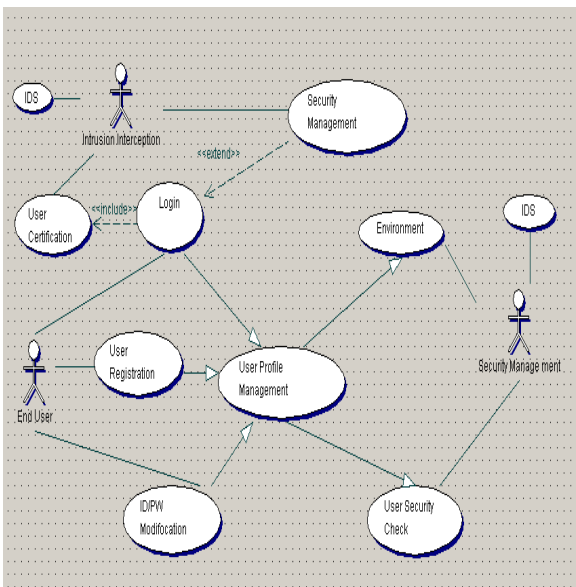 IDS
Intrusion Interception
Security
Management
<<extend>>
<<include>>
Login
User
Certification
IDS
Environment
User
Registration
User Profile
Management
Security Manage ment
End User
ID/PW
Modifocation
User Security
Check